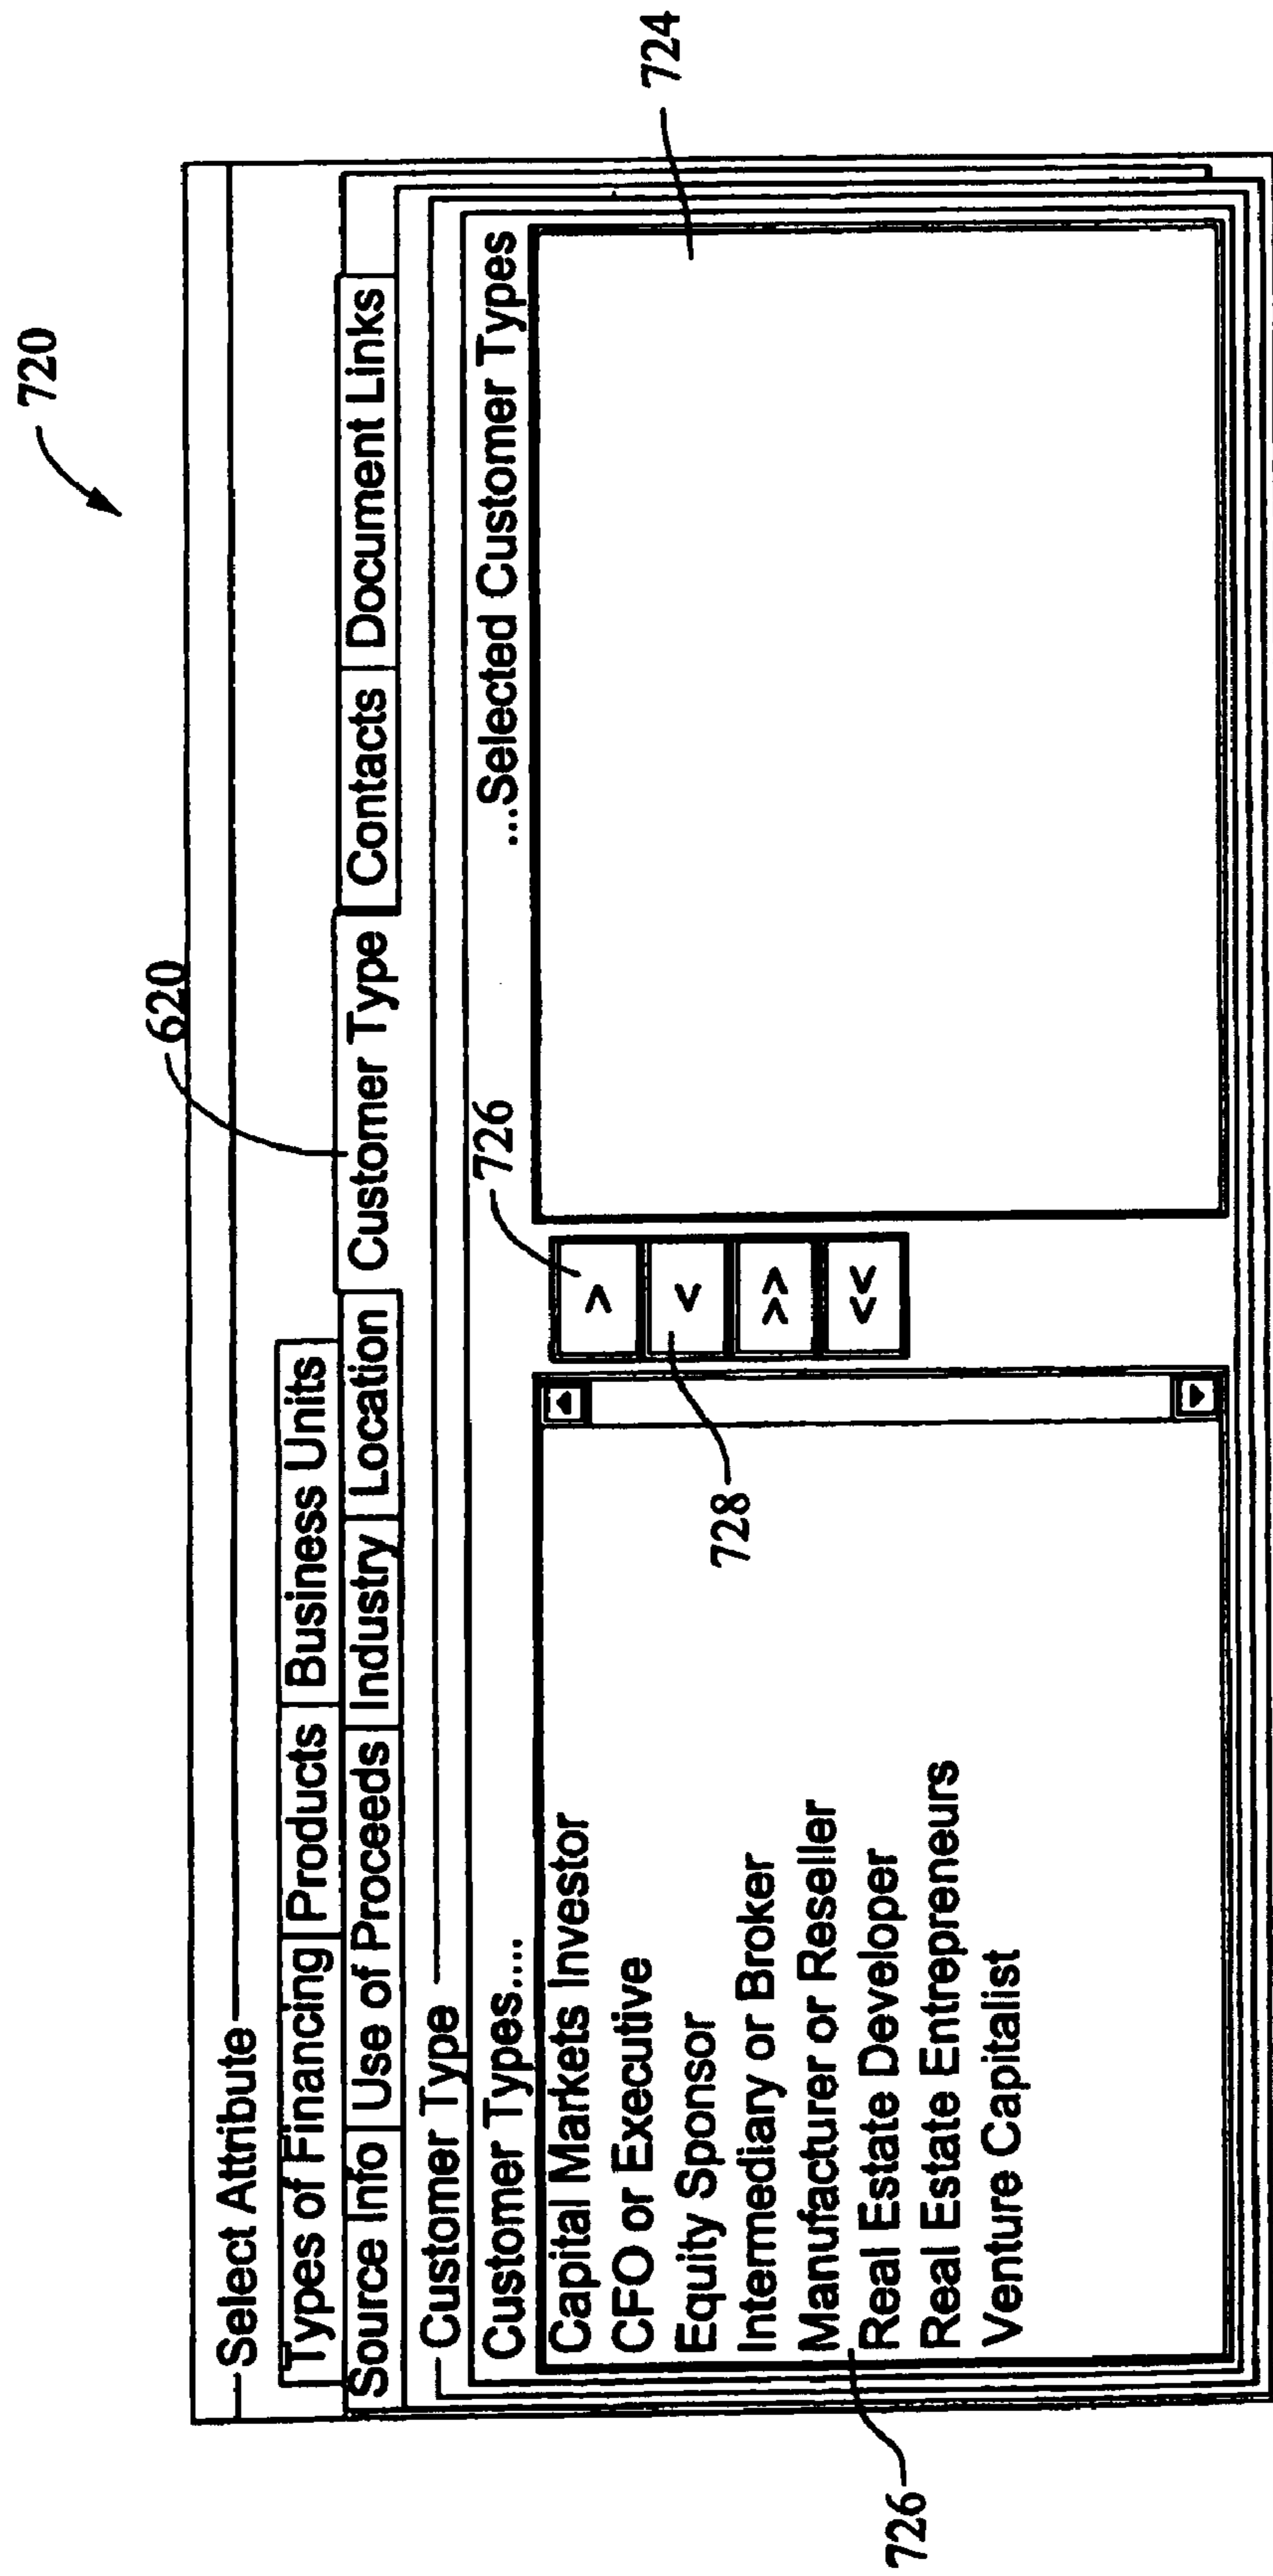 720
620
Select Attribute
Types of Financing Products Business Units
Source Info Use of Proceeds Industry Location Customer Type Contacts Document Links
Customer Type
Customer Types.... ...Selected Customer Types
726
724
Capital Markets Investor
CFO or Executive
Equity Sponsor
Intermediary or Broker
Manufacturer or Reseller
Real Estate Developer
Real Estate Entrepreneurs
Venture Capitalist
>
<
>>
<<
728
726